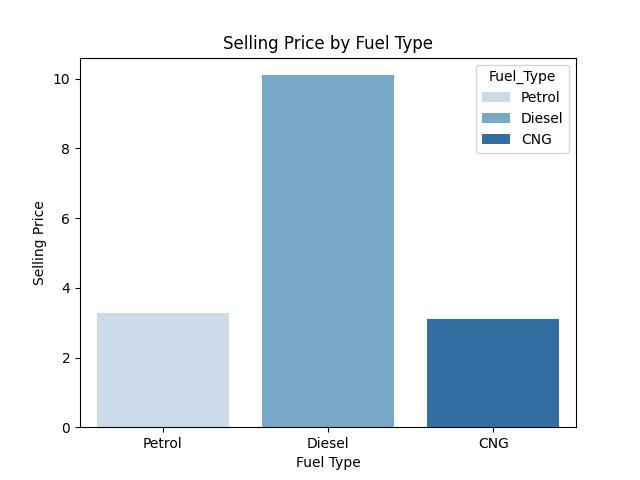 Selling Price by Fuel Type
Fuel_Type
Petrol
Diesel
CNG
10
8
6
4
2
0
Selling Price
Petrol
Diesel
CNG
Fuel Type